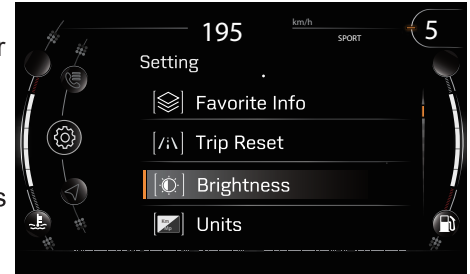 195 km/h SPORT 5
r
Setting
Favorite Info
Trip Reset
Brightness
s
Units